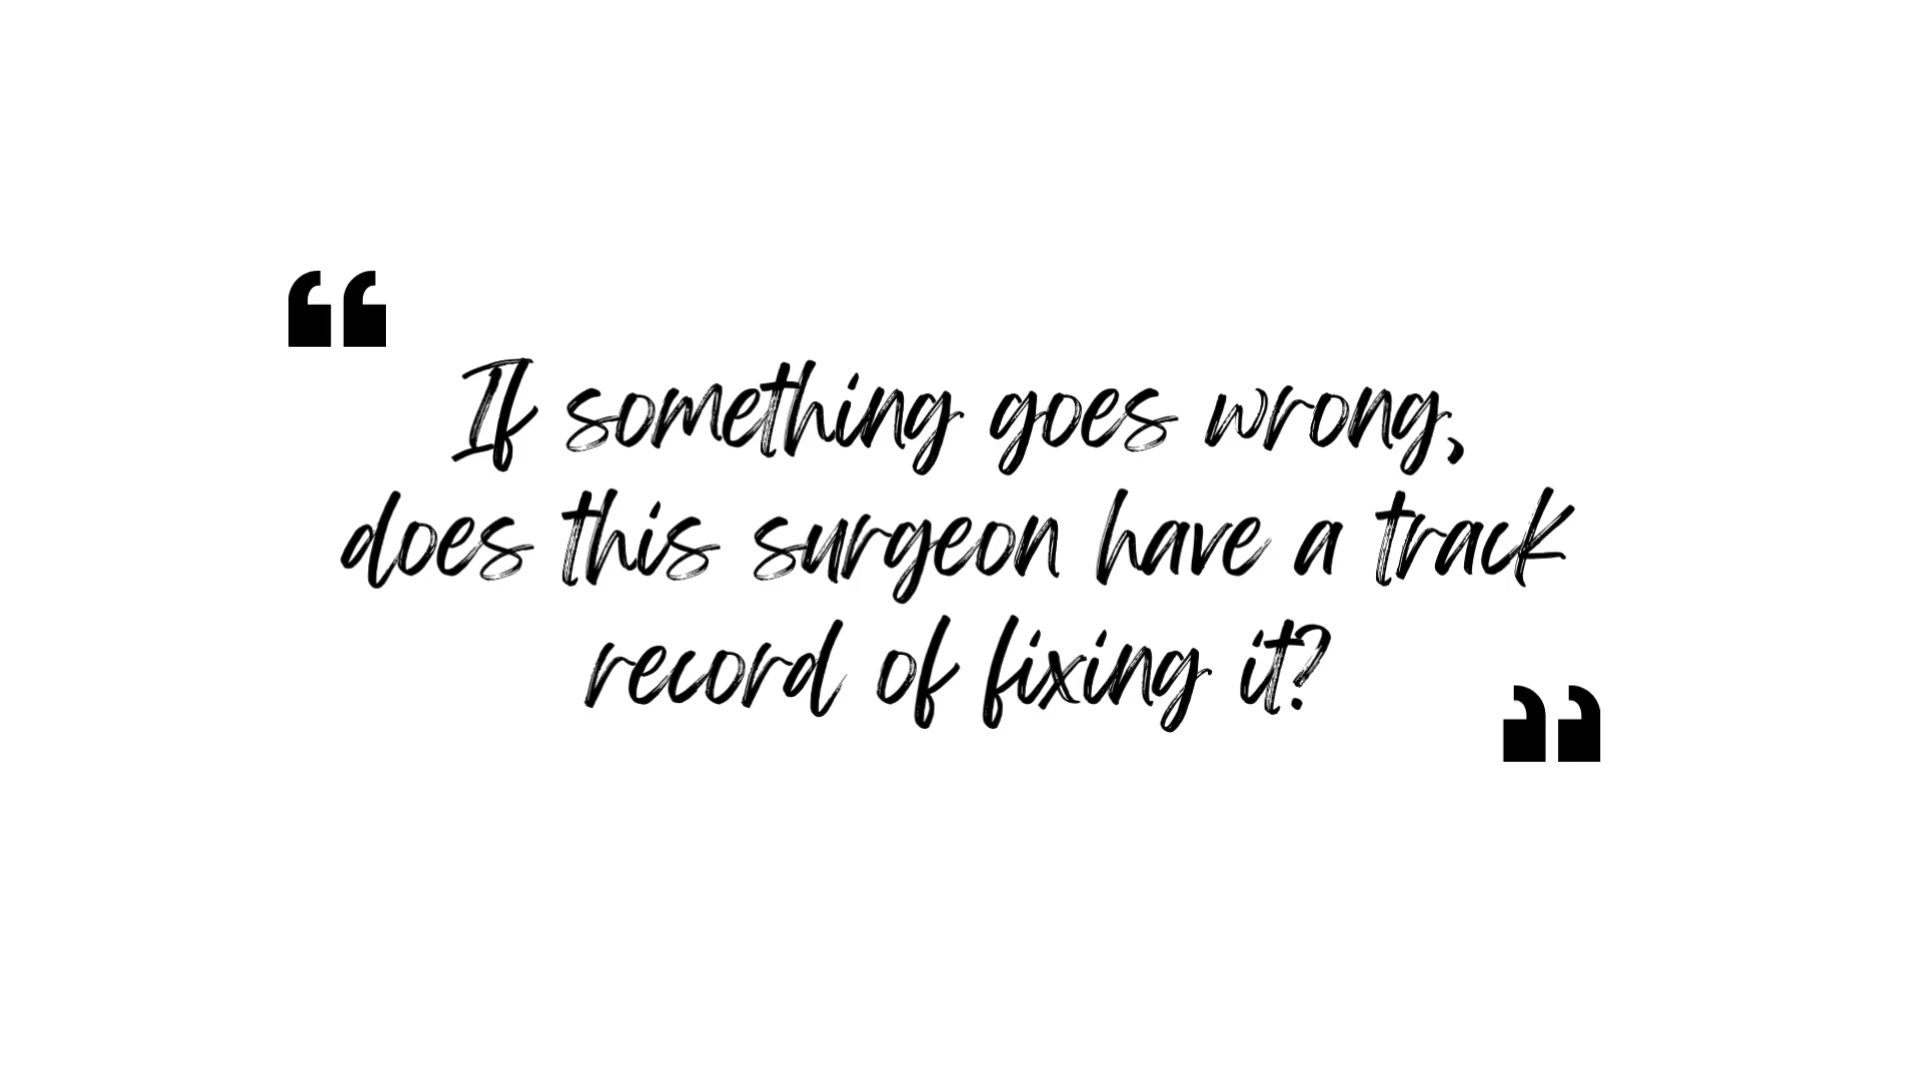 “
If something goes wrong,
does this surgeon have a track
record of fixing it?
”